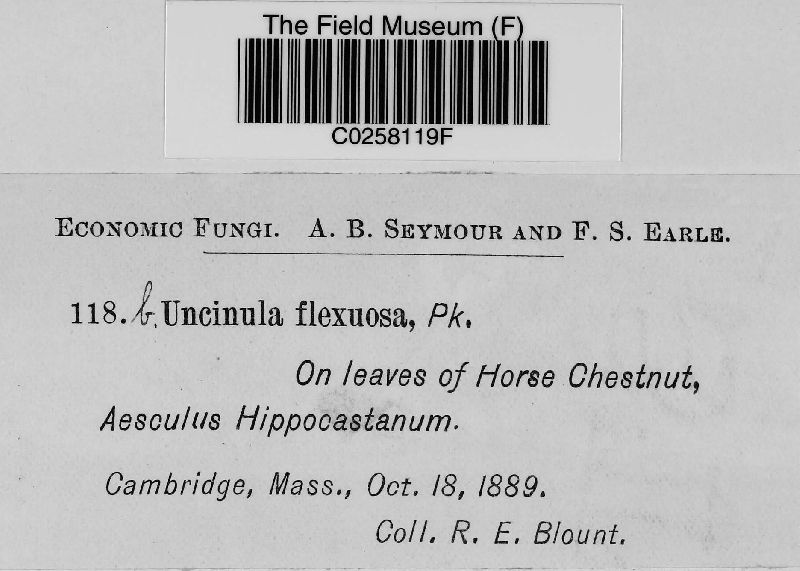 The Field Museum (F)
C0258119F
Economic Fungi. A. B. Seymour and F. S. Earle.
118. b. Uncinula flexuosa, Pk.
On leaves of Horse Chestnut,
Aesculus Hippocastanum.
Cambridge, Mass., Oct. 18, 1889.
Coll. R. E. Blount.